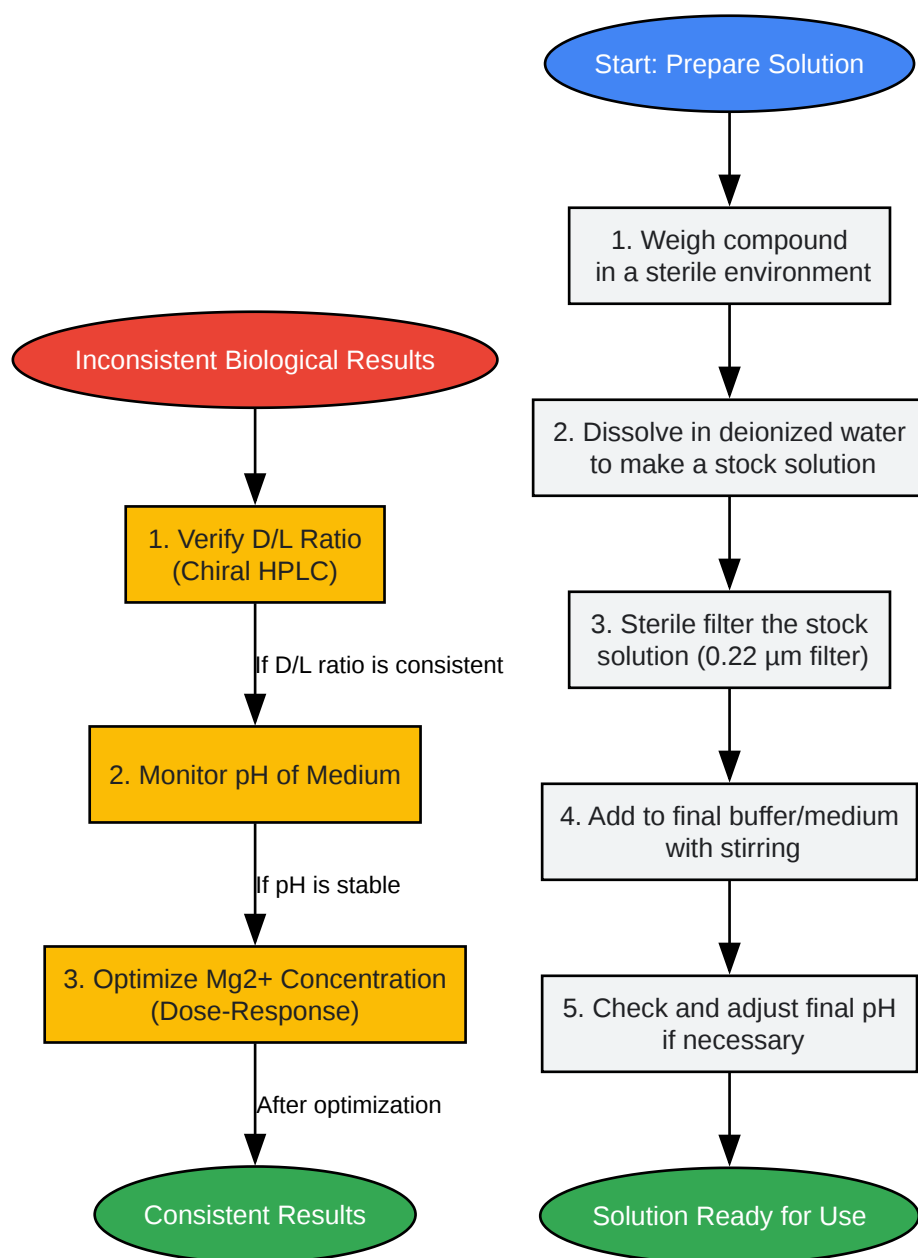 Inconsistent Biological Results
1. Verify D/L Ratio
(Chiral HPLC)
If D/L ratio is consistent
2. Monitor pH of Medium
If pH is stable
3. Optimize Mg2+ Concentration
(Dose-Response)
After optimization
Consistent Results
Start: Prepare Solution
1. Weigh compound
in a sterile environment
2. Dissolve in deionized water
to make a stock solution
3. Sterile filter the stock
solution (0.22 µm filter)
4. Add to final buffer/medium
with stirring
5. Check and adjust final pH
if necessary
Solution Ready for Use